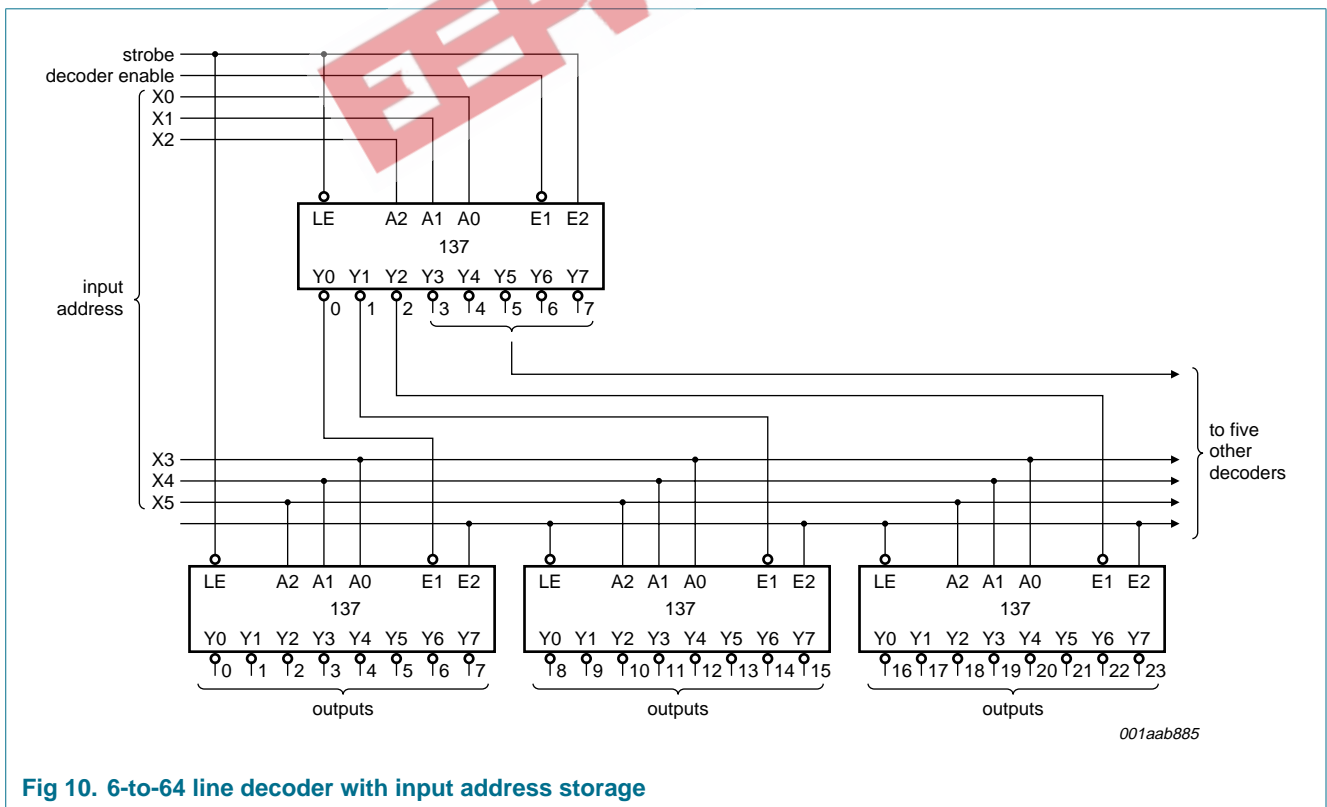 strobe
decoder enable
X0
X1
X2
LE A2 A1 A0 E1 E2
137
Y0 Y1 Y2 Y3 Y4 Y5 Y6 Y7
0 1 2 3 4 5 6 7
input
address
to five
other
decoders
X3
X4
X5
LE A2 A1 A0 E1 E2 LE A2 A1 A0 E1 E2 LE A2 A1 A0 E1 E2
137 137 137
Y0 Y1 Y2 Y3 Y4 Y5 Y6 Y7 Y0 Y1 Y2 Y3 Y4 Y5 Y6 Y7 Y0 Y1 Y2 Y3 Y4 Y5 Y6 Y7
0 1 2 3 4 5 6 7 8 9 10 11 12 13 14 15 16 17 18 19 20 21 22 23
outputs outputs outputs
001aab885
Fig 10. 6-to-64 line decoder with input address storage